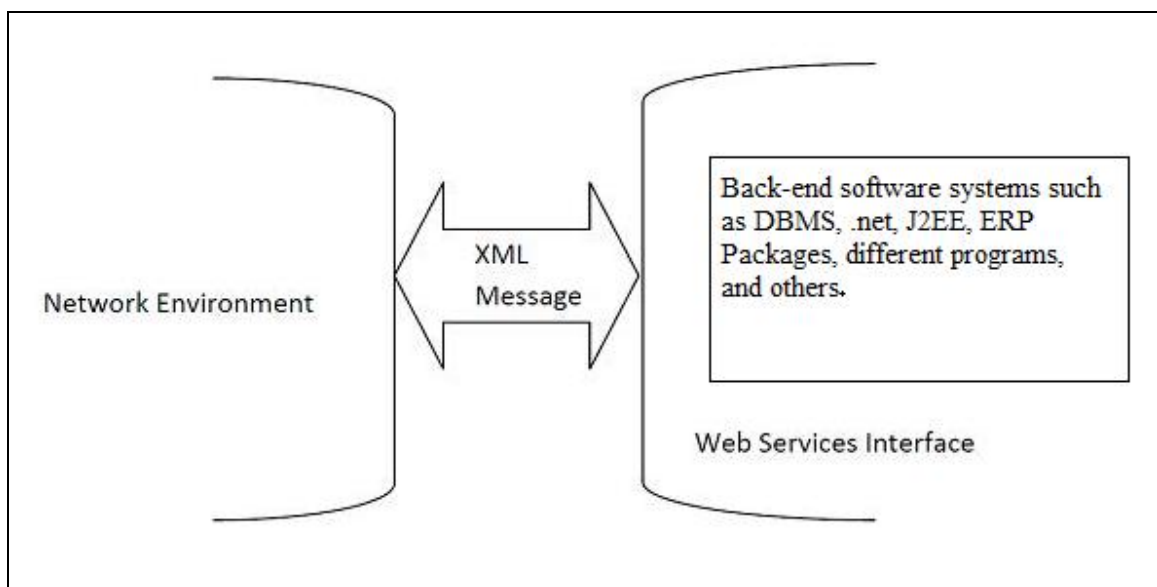 Network Environment
XML
Message
Back-end software systems such
as DBMS, .net, J2EE, ERP
Packages, different programs,
and others.
Web Services Interface